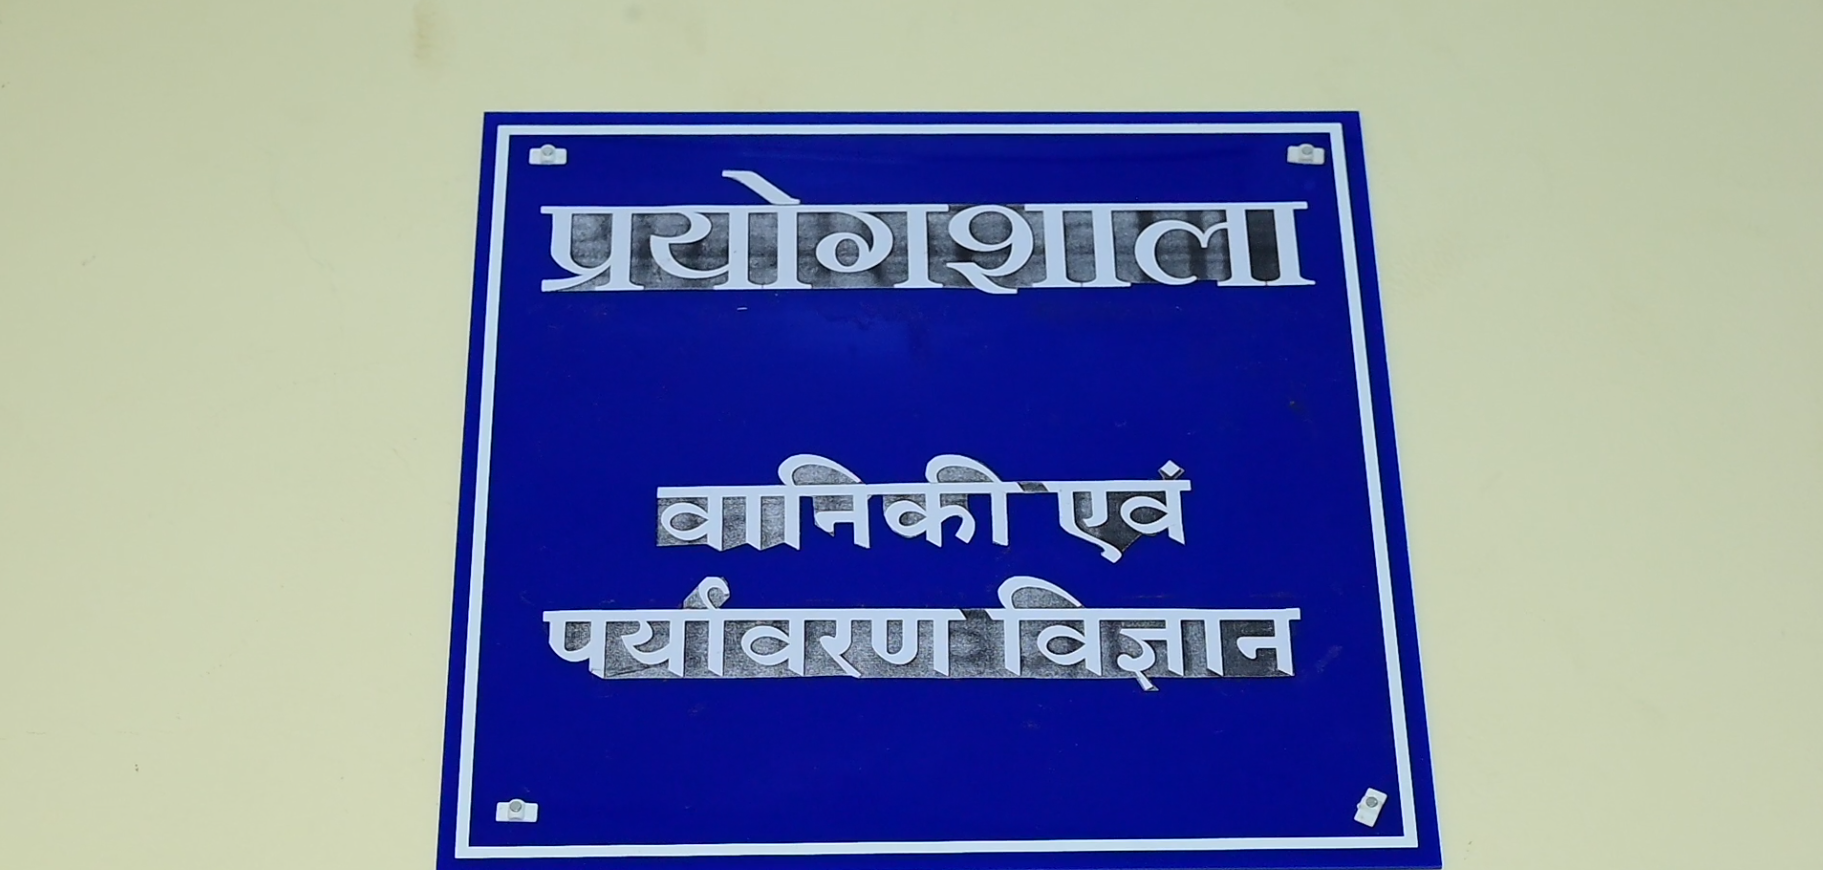 प्रयोगशाला
वानिकी एवं
पर्यावरण विज्ञान